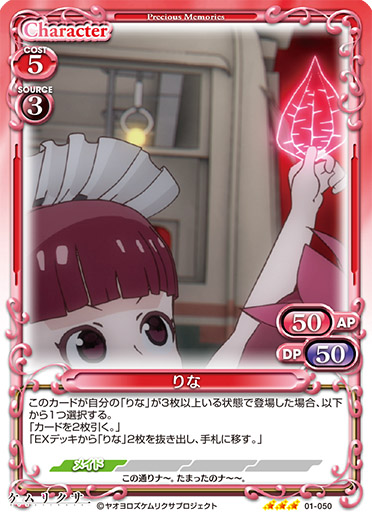 Precious Memories
Character
COST
5
SOURCE
3
50 AP
DP 50
りな
このカードが自分の「りな」が3枚以上いる状態で登場した場合、以下
から1つ選択する。
「カードを2枚引く。」
「EXデッキから「りな」2枚を抜き出し、手札に移す。」
メイド
この通りナ～。たまったのナ～～。
ケムリクサ
©ヤオヨロズケムリクサプロジェクト
01-050